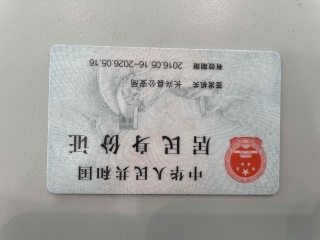 中华人民共和国
居民身份证
签发机关 长兴县公安局
有效期限 2016.05.16-2026.05.16